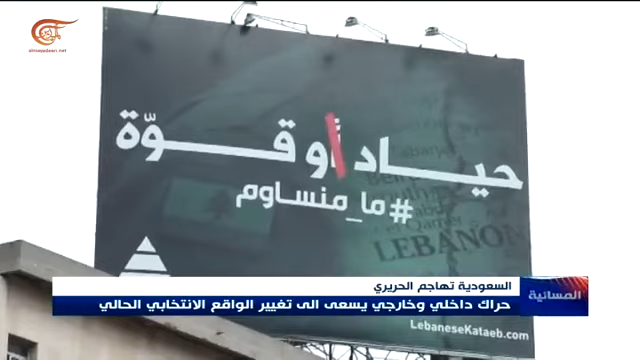 الميادين
almayadeen.net
حياد أو قوّة
#ما_منساوم
LEBANON
السعودية تهاجم الحريري
المسائية
حراك داخلي وخارجي يسعى الى تغيير الواقع الانتخابي الحالي
LebaneseKataeb.com